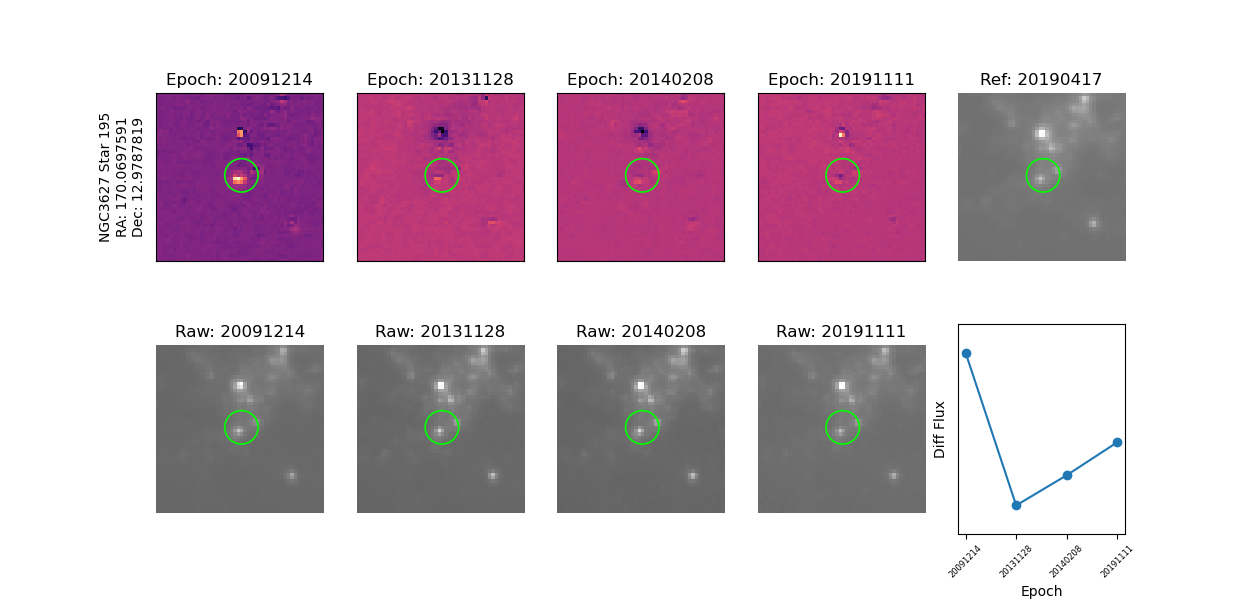 NGC3627 Star 195
RA: 170.0697591
Dec: 12.9787819
Epoch: 20091214
Epoch: 20131128
Epoch: 20140208
Epoch: 20191111
Ref: 20190417
Raw: 20091214
Raw: 20131128
Raw: 20140208
Raw: 20191111
Diff Flux
20091214
20131128
20140208
20191111
Epoch